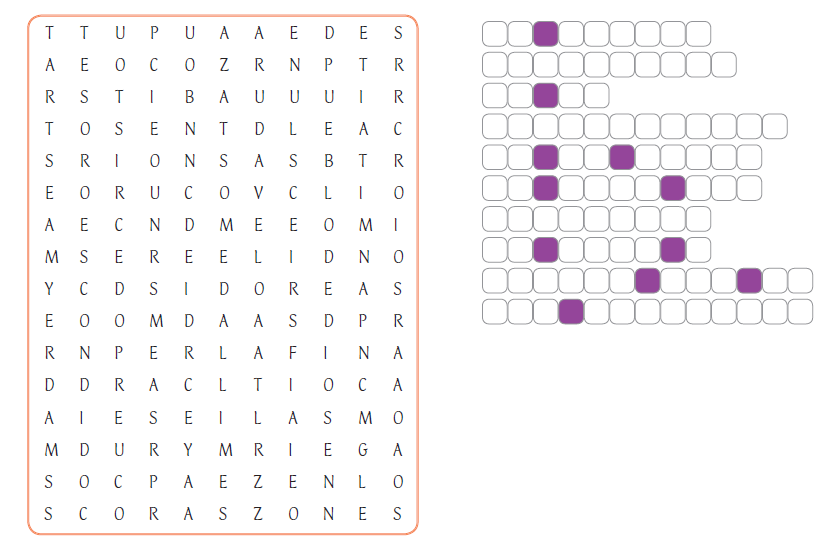 T T U P U A A E D E S
A E O C O Z R N P T R
R S T I B A U U U I R
T O S E N T D L E A C
S R I O N S A S B T R
E O R U C O V C L I O
A E C N D M E E O M I
M S E R E E L I D N O
Y C D S I D O R E A S
E O O M D A A S D P R
R N P E R L A F I N A
D D R A C L T I O C A
A I E S E I L A S M O
M D U R Y M R I E G A
S O C P A E Z E N L O
S C O R A S Z O N E S